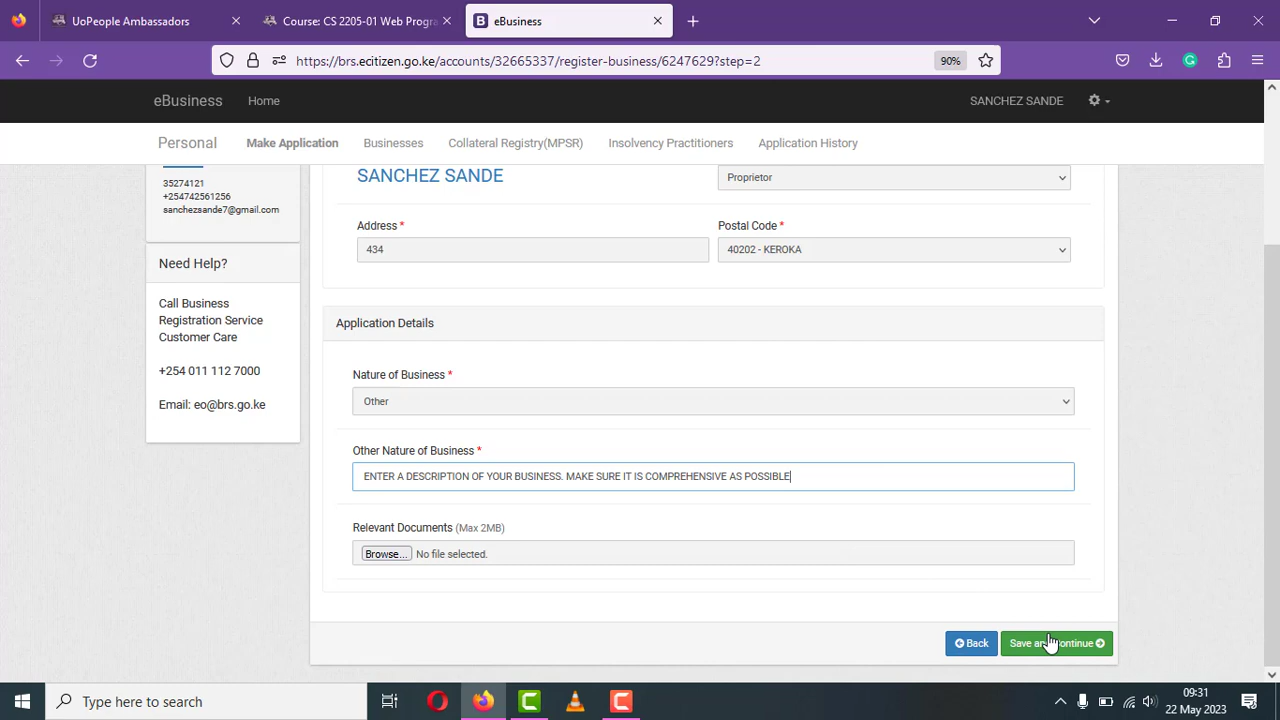 UoPeople Ambassadors
Course: CS 2205-01 Web Progra
eBusiness
https://brs.ecitizen.go.ke/accounts/32665337/register-business/6247629?step=2
90%
eBusiness
Home
SANCHEZ SANDE
Personal
Make Application
Businesses
Collateral Registry(MPSR)
Insolvency Practitioners
Application History
35274121
+254742561256
sanchezsande7@gmail.com
SANCHEZ SANDE
Proprietor
Address *
Postal Code *
434
40202 - KEROKA
Need Help?
Call Business
Registration Service
Customer Care
+254 011 112 7000
Email: eo@brs.go.ke
Application Details
Nature of Business *
Other
Other Nature of Business *
ENTER A DESCRIPTION OF YOUR BUSINESS. MAKE SURE IT IS COMPREHENSIVE AS POSSIBLE
Relevant Documents (Max 2MB)
Browse... No file selected.
Back
Save and Continue
Type here to search
09:31
22 May 2023